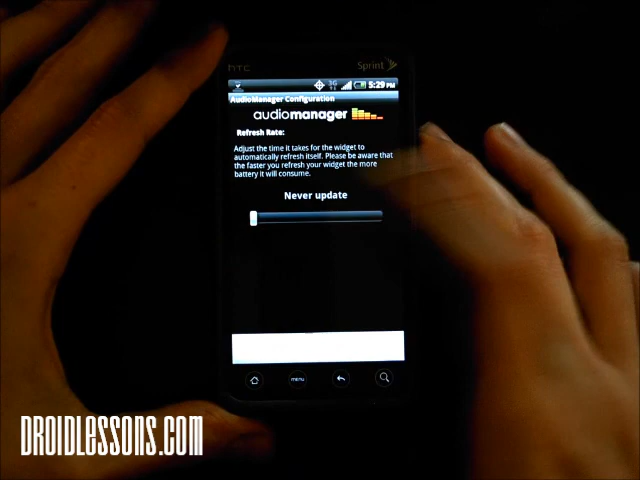 hTC
Sprint
3G
5:29 PM
AudioManager Configuration
audiomanager
Refresh Rate:
Adjust the time it takes for the widget to
automatically refresh itself. Please be aware that
the faster you refresh your widget the more
battery it will consume.
Never update
MENU
DROIDLESSONS.COM